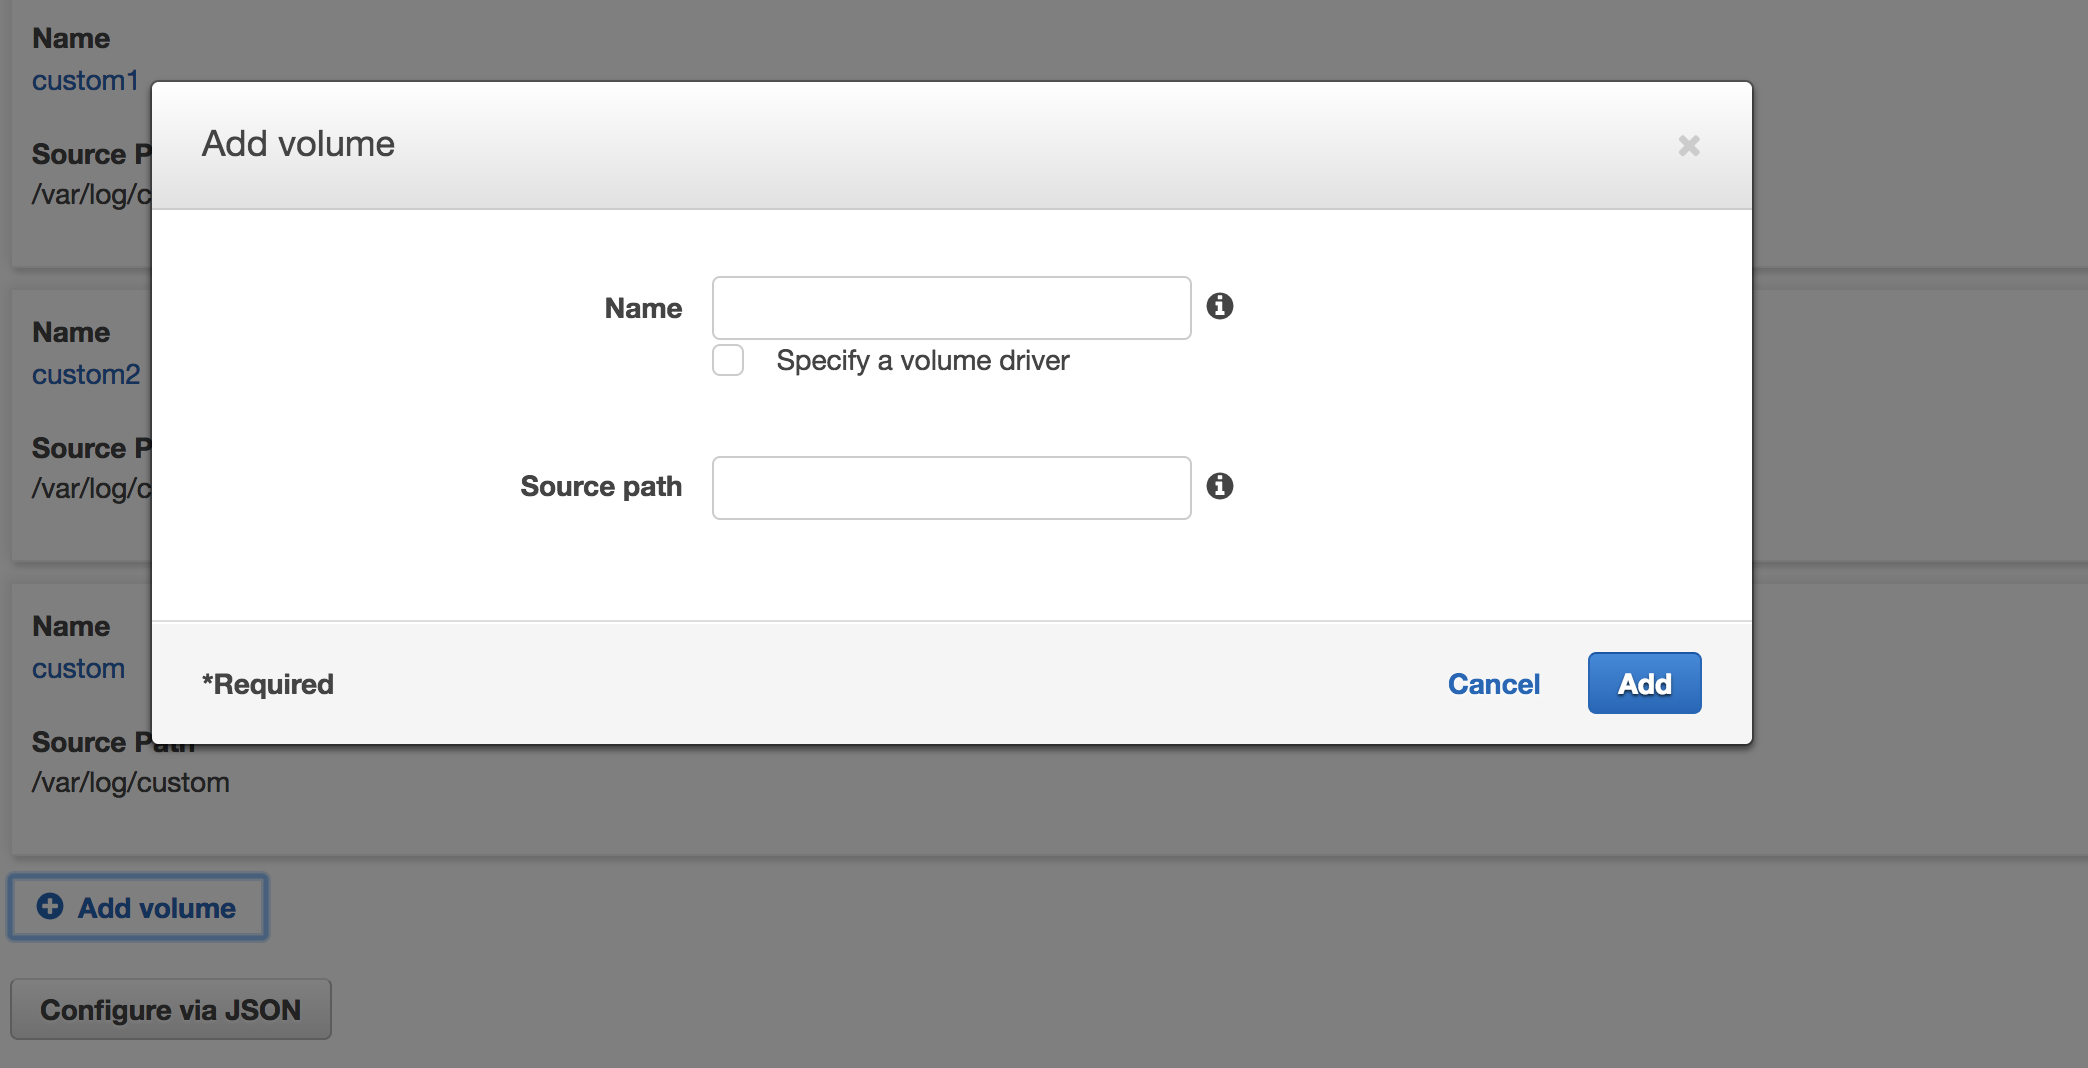 Name
custom1
Source P
/var/log/c
Name
custom2
Source P
/var/log/c
Name
custom
Source Path
/var/log/custom
Add volume
Configure via JSON
Add volume
Name
Specify a volume driver
Source path
*Required
Cancel
Add